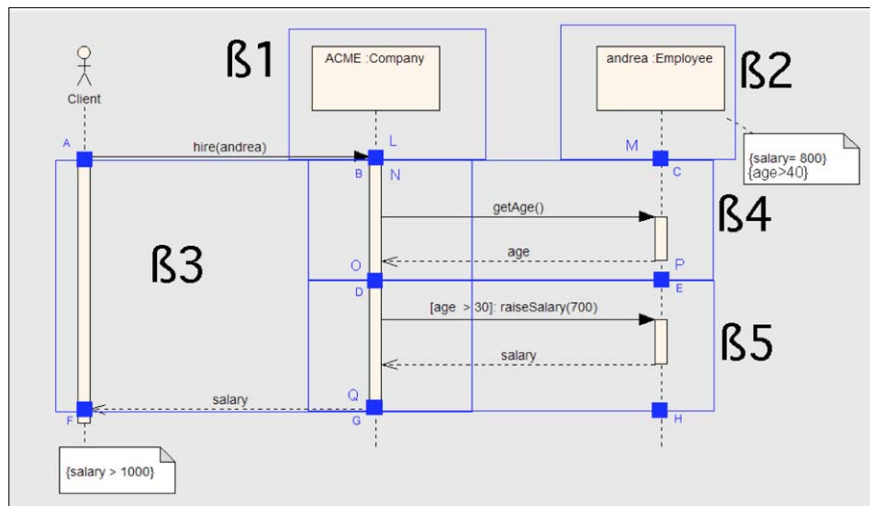 ß1
ACME :Company
andrea :Employee
ß2
Client
A
hire(andrea)
L
M
{salary= 800}
{age>40}
B
N
C
getAge()
ß4
ß3
age
O
P
D
E
[age > 30]: raiseSalary(700)
ß5
salary
salary
Q
F
G
H
{salary > 1000}